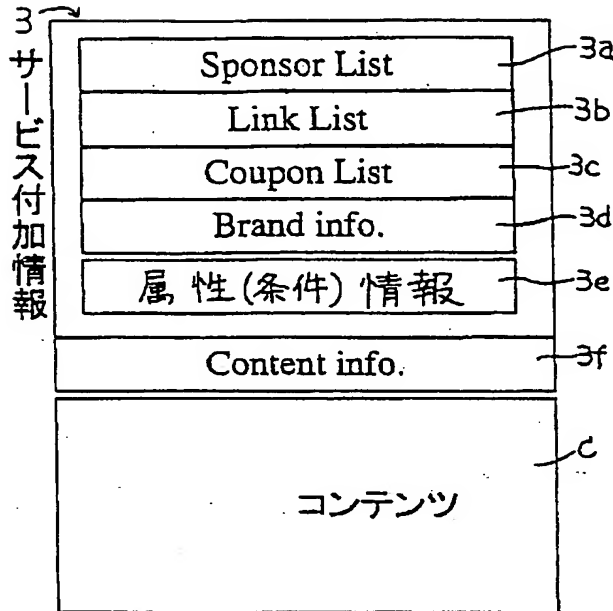 3
サービス付加情報
Sponsor List
3a
Link List
3b
Coupon List
3c
Brand info.
3d
属性(条件)情報
3e
Content info.
3f
コンテンツ
C